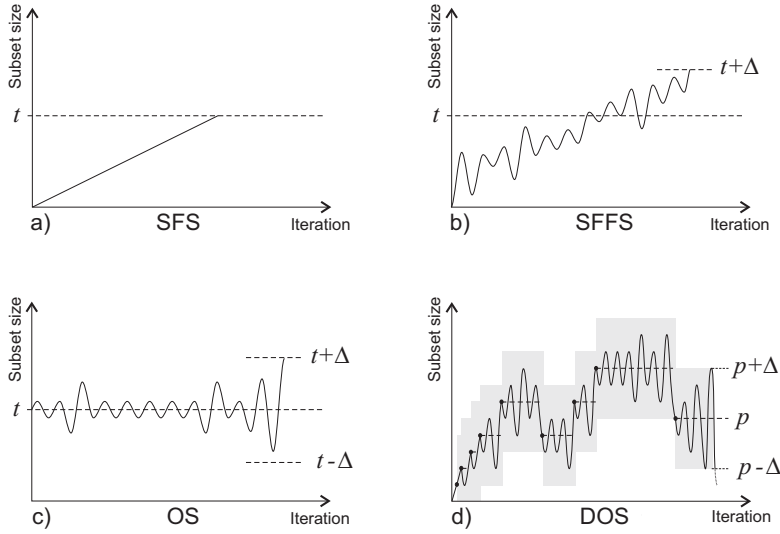 Subset size
t
a)
SFS
Iteration
Subset size
t+Δ
t
b)
SFFS
Iteration
Subset size
t+Δ
t
t-Δ
c)
OS
Iteration
Subset size
p+Δ
p
p-Δ
d)
DOS
Iteration